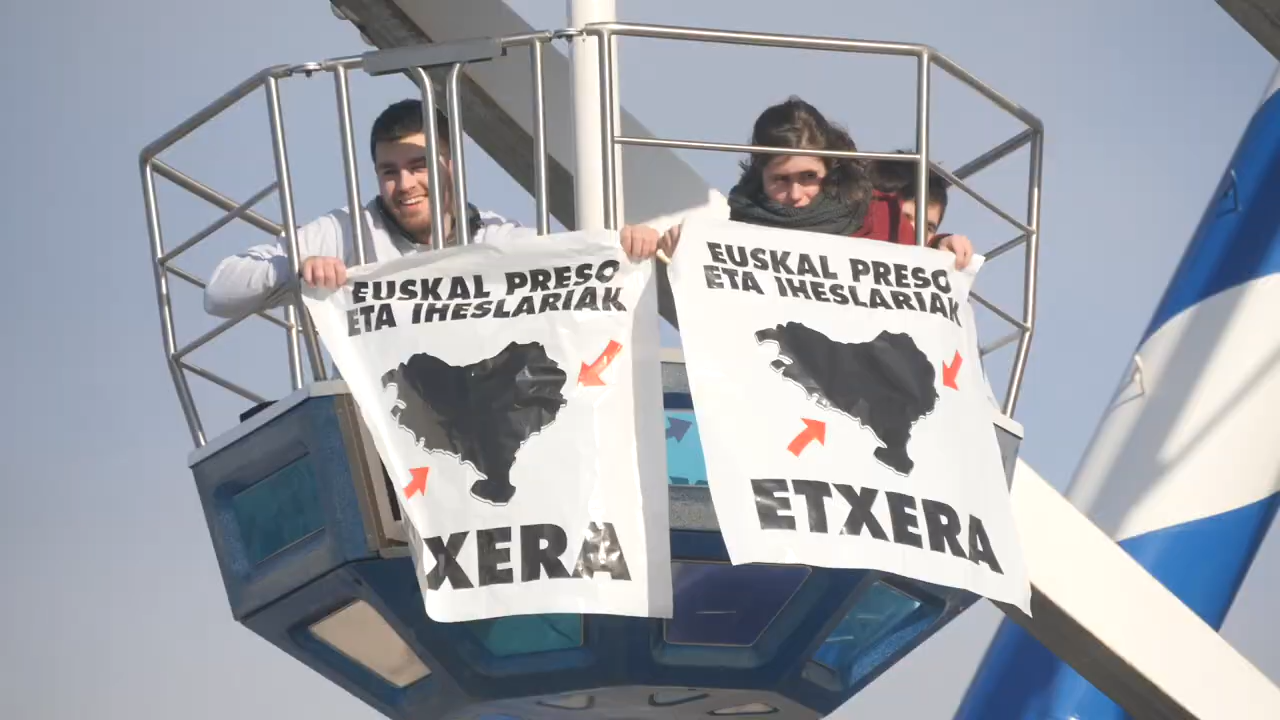 EUSKAL PRESO
ETA IHESLARIAK
XERA
EUSKAL PRESO
ETA IHESLARIAK
ETXERA